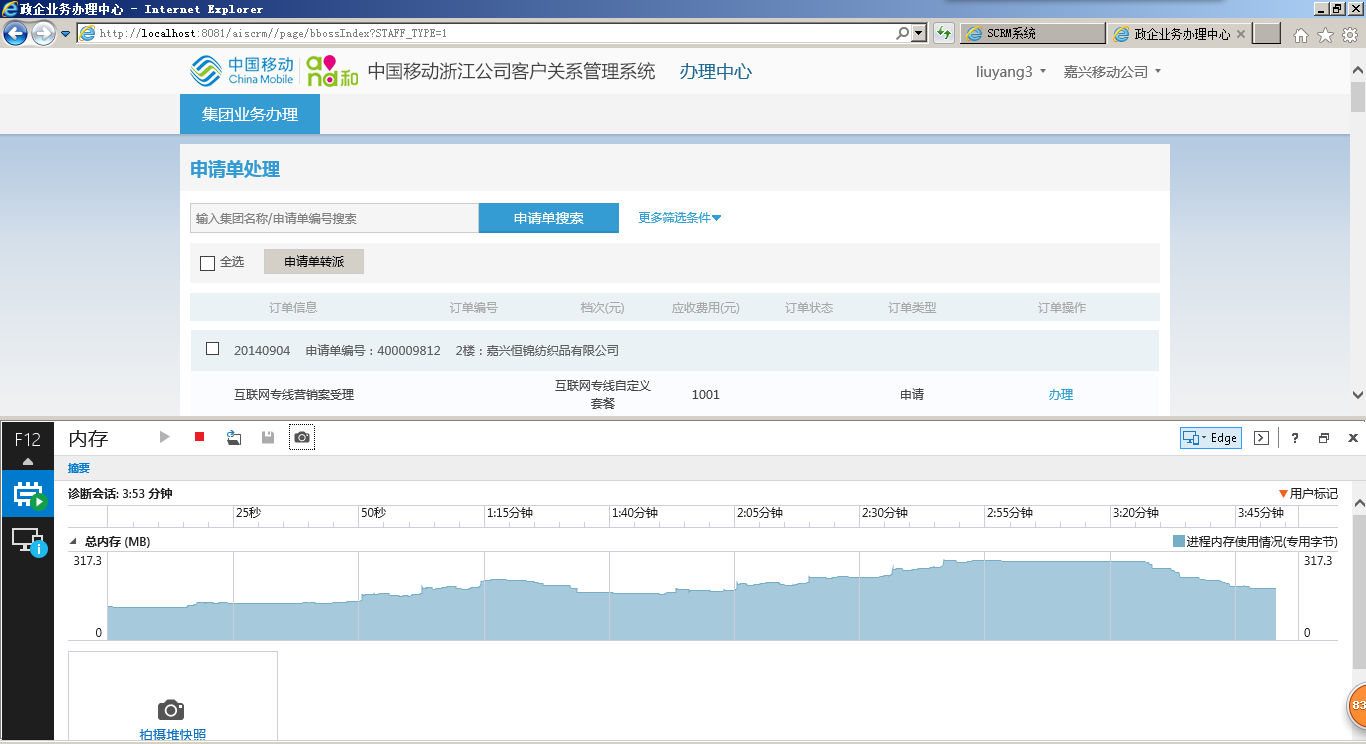 政企业务办理中心 - Internet Explorer
http://localhost:8081/aiscrm//page/bbossIndex?STAFF_TYPE=1
SCRM系统
政企业务办理中心
中国移动
China Mobile
and和
中国移动浙江公司客户关系管理系统 办理中心
liuyang3
嘉兴移动公司
集团业务办理
申请单处理
输入集团名称/申请单编号搜索
申请单搜索
更多筛选条件
全选
申请单转派
订单信息 订单编号 档次(元) 应收费用(元) 订单状态 订单类型 订单操作
20140904 申请单编号：400009812 2楼：嘉兴恒锦纺织品有限公司
互联网专线营销案受理
互联网专线自定义
套餐
1001
申请
办理
F12
内存
Edge
?
摘要
诊断会话: 3:53 分钟
用户标记
25秒 50秒 1:15分钟 1:40分钟 2:05分钟 2:30分钟 2:55分钟 3:20分钟 3:45分钟
总内存 (MB)
进程内存使用情况(专用字节)
317.3
317.3
0
0
83
拍摄堆快照